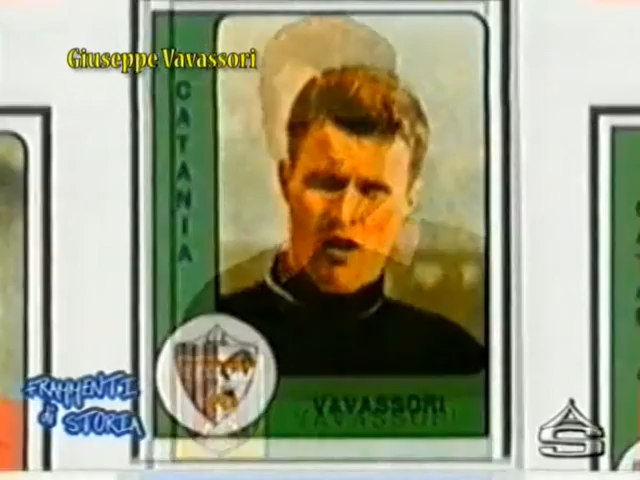 Giuseppe Vavassori
CATANIA
VAVASSORI
FRAMMENTI
di
STORIA
S